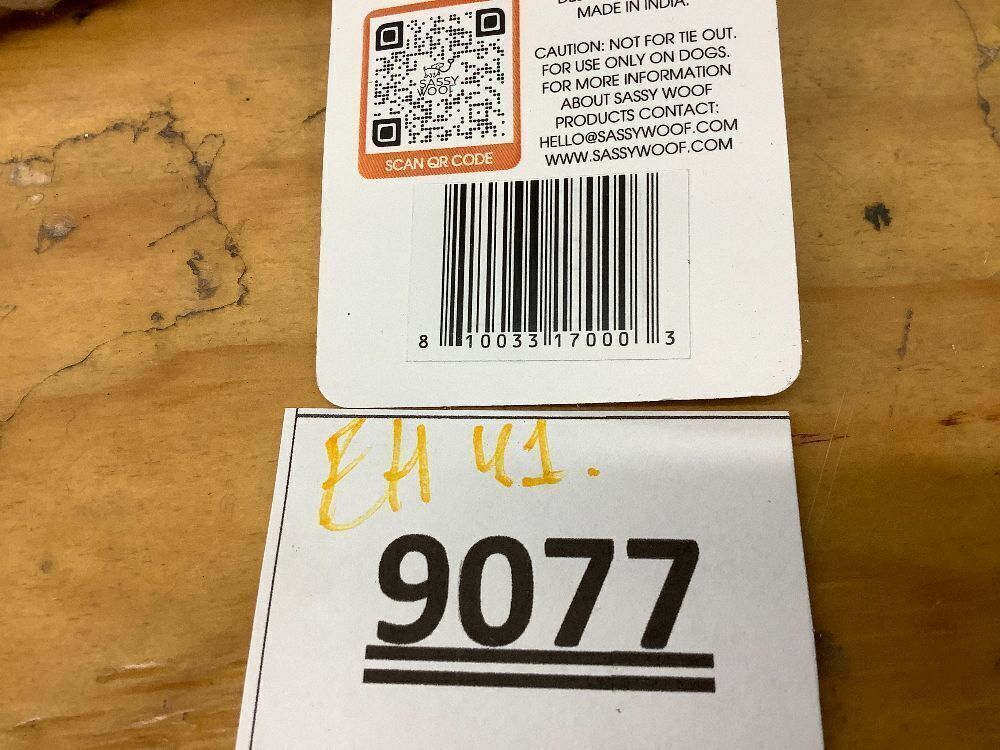 MADE IN INDIA.
CAUTION: NOT FOR TIE OUT.
FOR USE ONLY ON DOGS.
FOR MORE INFORMATION
ABOUT SASSY WOOF
PRODUCTS CONTACT:
HELLO@SASSYWOOF.COM
WWW.SASSYWOOF.COM
SASSY
WOOF
SCAN QR CODE
8 10033 17000 3
EH 41.
9077